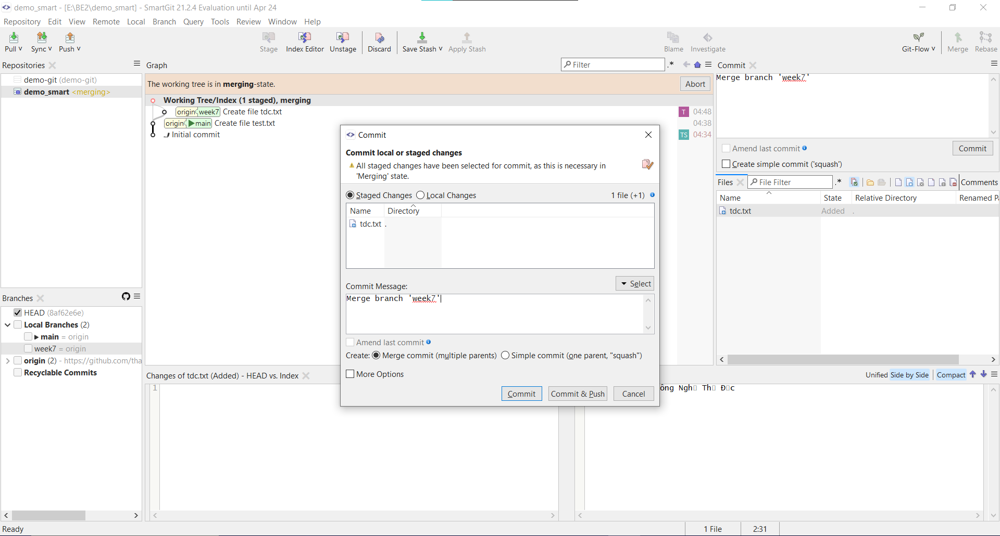 demo_smart - [E:\BE2\demo_smart] - SmartGit 21.2.4 Evaluation until Apr 24
Repository Edit View Remote Local Branch Query Tools Review Window Help
Pull Sync Push Stage Index Editor Unstage Discard Save Stash Apply Stash Blame Investigate Git-Flow Merge Rebase
Repositories
demo-git (demo-git)
demo_smart <merging>
Graph
Filter
.*
The working tree is in merging-state.
Abort
Working Tree/Index (1 staged), merging
origin week7 Create file tdc.txt T 04:48
origin main Create file test.txt 04:38
Initial commit TS 04:34
Commit
Merge branch 'week7'
Amend last commit
Commit
Create simple commit ('squash')
Files
File Filter
.*
Comments
Name State Relative Directory Renamed P
tdc.txt Added .
Branches
HEAD (8af62e6e)
Local Branches (2)
main = origin
week7 = origin
origin (2) - https://github.com/tha
Recyclable Commits
Commit
Commit local or staged changes
All staged changes have been selected for commit, as this is necessary in
'Merging' state.
Staged Changes Local Changes 1 file (+1)
Name Directory
tdc.txt .
Commit Message:
Select
Merge branch 'week7'
Amend last commit
Create: Merge commit (multiple parents) Simple commit (one parent, "squash")
More Options
Commit Commit & Push Cancel
Changes of tdc.txt (Added) - HEAD vs. Index
Unified Side by Side Compact
1
ông Ngh Th Đ c
Ready
1 File
2:31